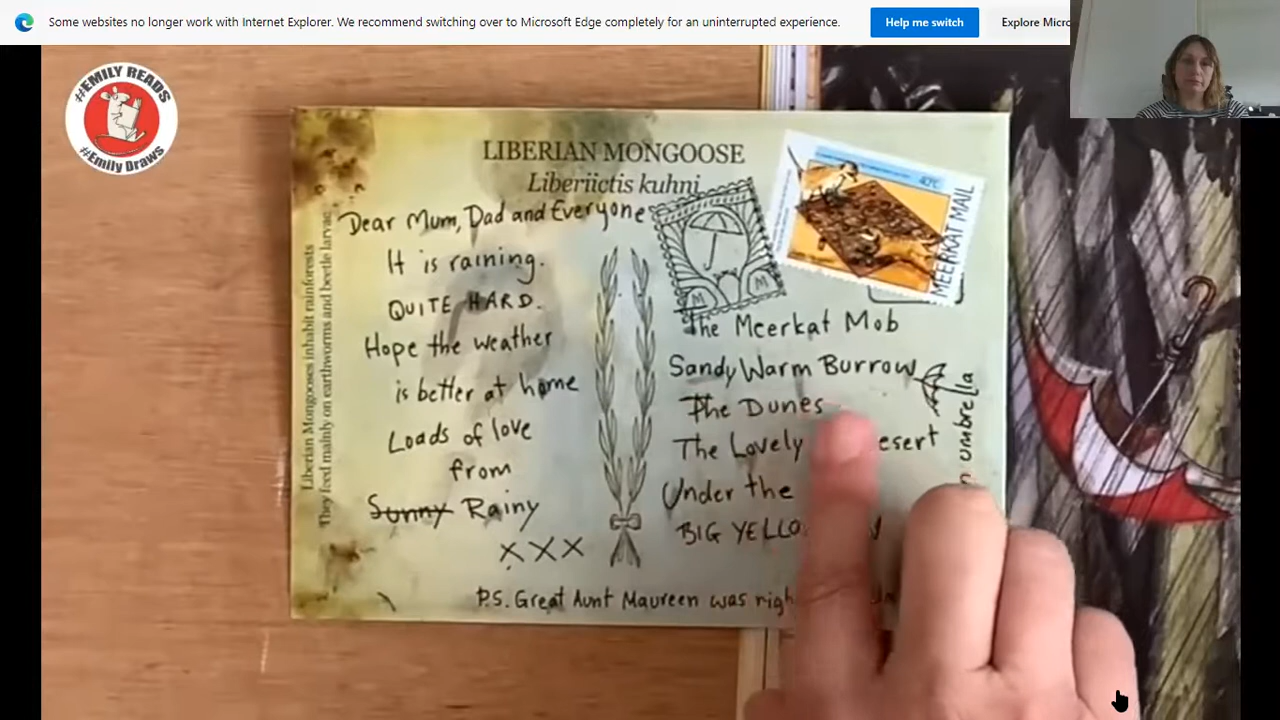 Some websites no longer work with Internet Explorer. We recommend switching over to Microsoft Edge completely for an uninterrupted experience.
Help me switch
Explore Micro
#EMILY READS
#Emily Draws
LIBERIAN MONGOOSE
Liberiictis kuhni
Liberian Mongooses inhabit rainforests
They feed mainly on earthworms and beetle larvae
Dear Mum, Dad and Everyone
It is raining.
QUITE HARD.
Hope the weather
is better at home
Loads of love
from
Sunny Rainy
XXX
P.S. Great Aunt Maureen was righ
MEERKAT MAIL
M M
The Meerkat Mob
Sandy Warm Burrow
The Dunes
The Lovely esert
Under the
BIG YELLO
umbrella